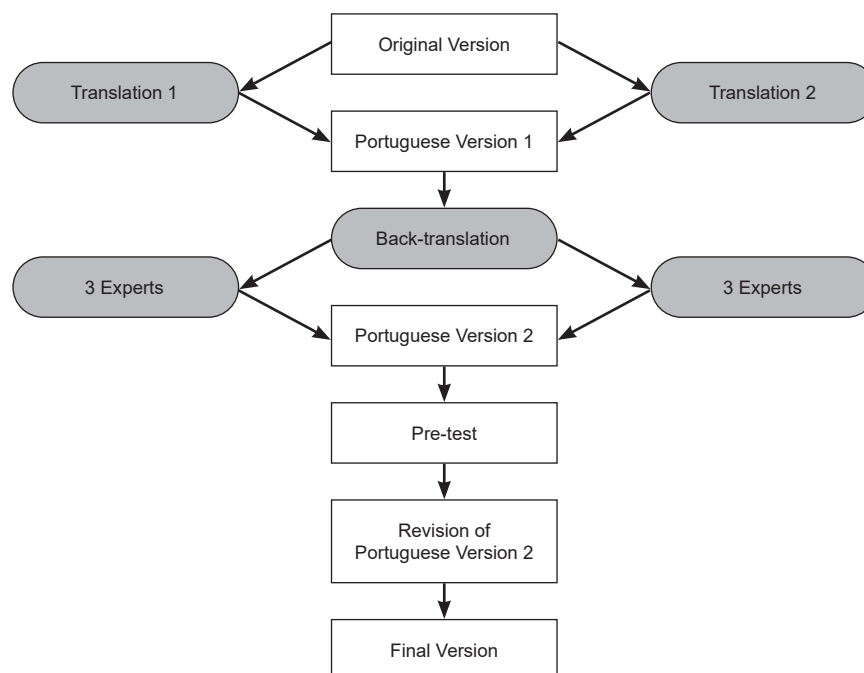 Original Version
Translation 1
Translation 2
Portuguese Version 1
Back-translation
3 Experts
3 Experts
Portuguese Version 2
Pre-test
Revision of
Portuguese Version 2
Final Version